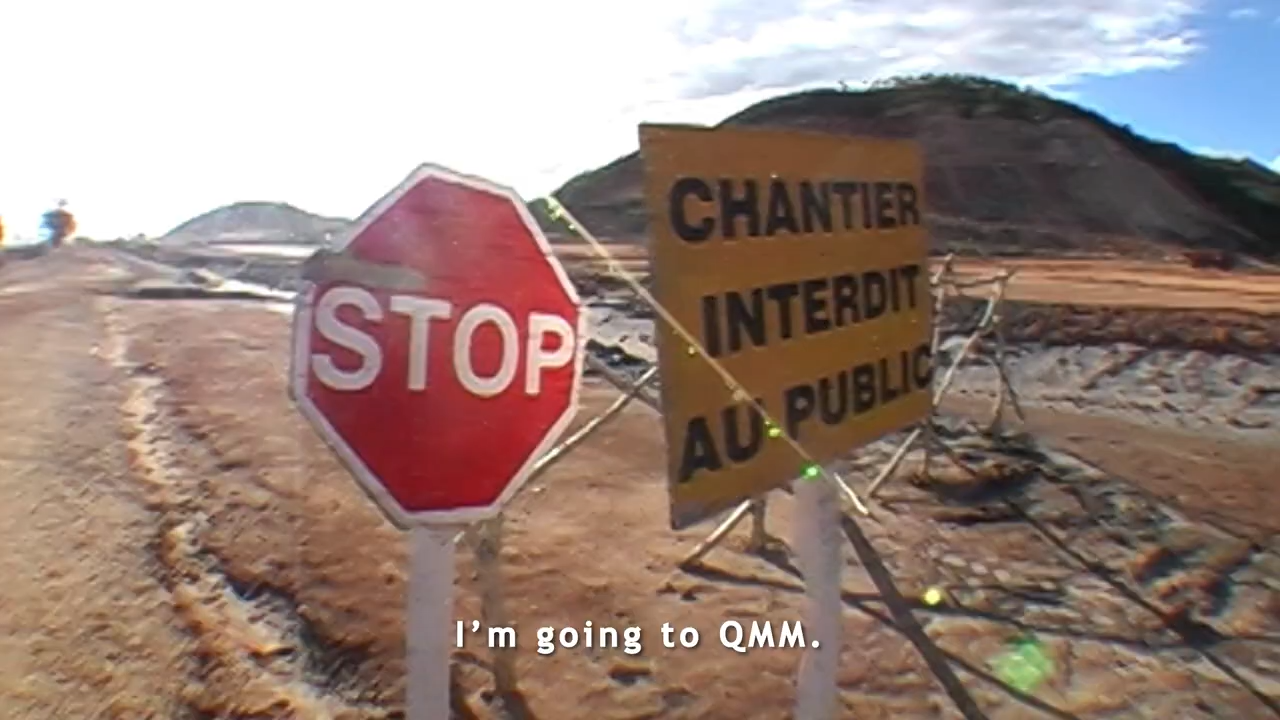 STOP
CHANTIER
INTERDIT
AU PUBLIC
I'm going to QMM.